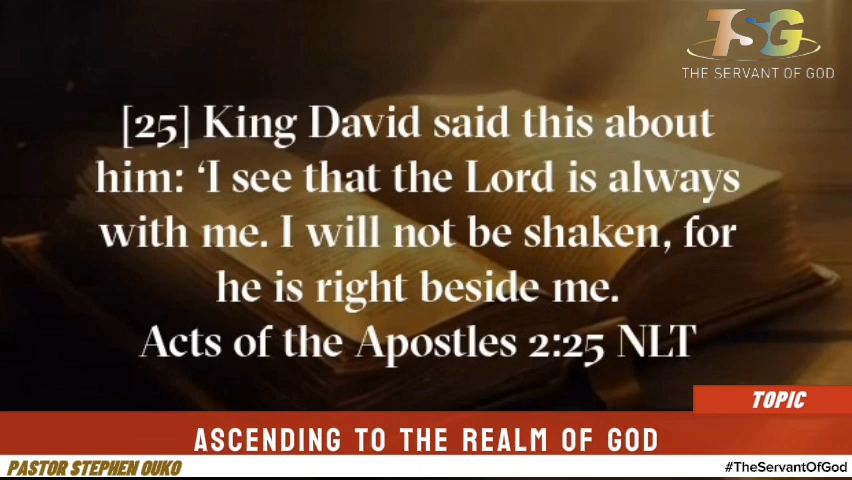 TSG
THE SERVANT OF GOD
[25] King David said this about
him: ‘I see that the Lord is always
with me. I will not be shaken, for
he is right beside me.
Acts of the Apostles 2:25 NLT
TOPIC
ASCENDING TO THE REALM OF GOD
PASTOR STEPHEN OUKO
#TheServantOfGod